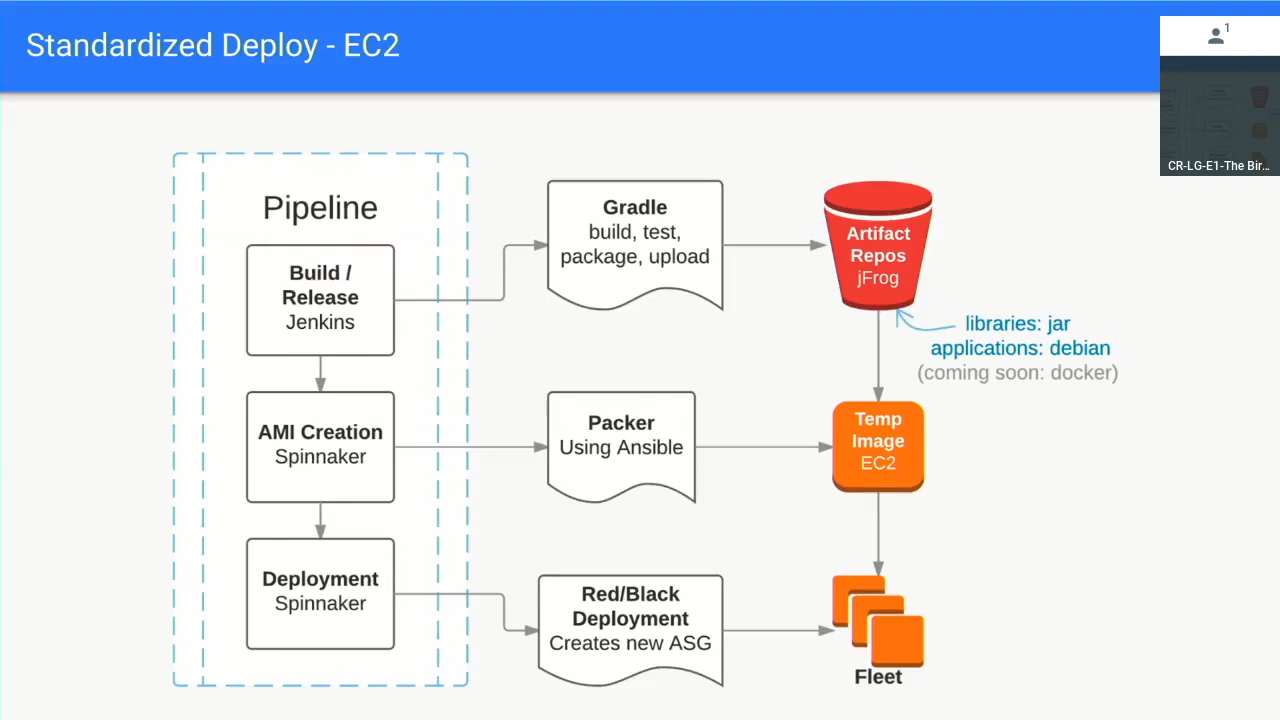 Standardized Deploy - EC2
1
CR-LG-E1-The Bir...
Pipeline
Build /
Release
Jenkins
Gradle
build, test,
package, upload
Artifact
Repos
jFrog
libraries: jar
applications: debian
(coming soon: docker)
AMI Creation
Spinnaker
Packer
Using Ansible
Temp
Image
EC2
Deployment
Spinnaker
Red/Black
Deployment
Creates new ASG
Fleet